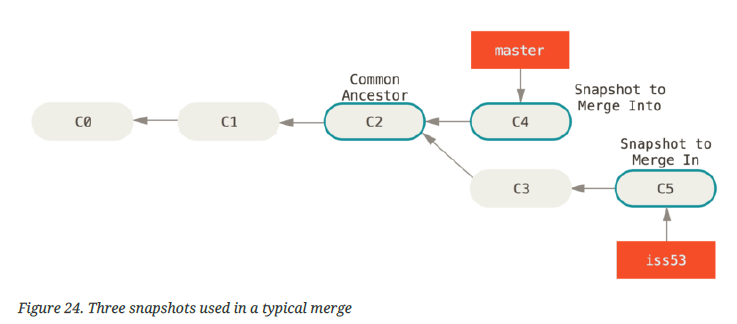 master
Common
Ancestor
Snapshot to
Merge Into
C0
C1
C2
C4
Snapshot to
Merge In
C3
C5
iss53
Figure 24. Three snapshots used in a typical merge